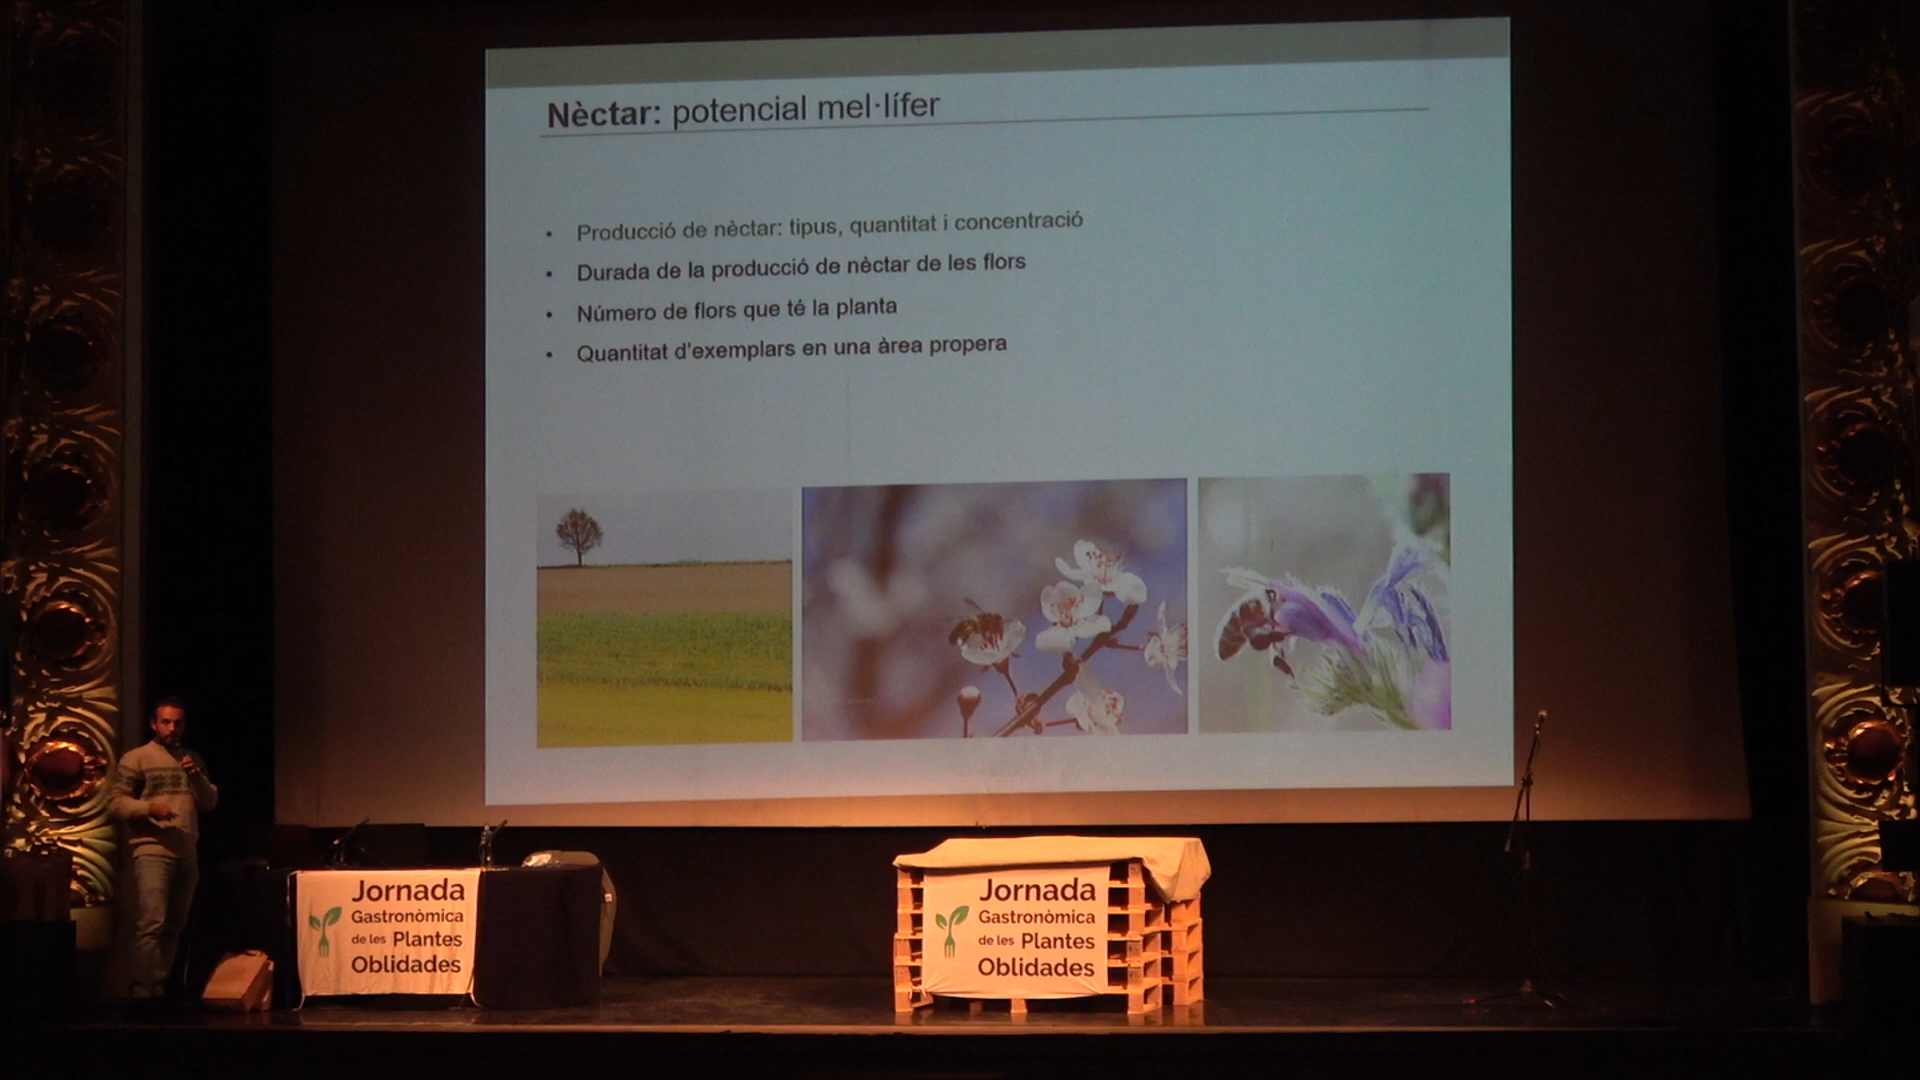 Nèctar: potencial mel·lífer
• Producció de nèctar: tipus, quantitat i concentració
• Durada de la producció de nèctar de les flors
• Número de flors que té la planta
• Quantitat d'exemplars en una àrea propera
Jornada
Gastronòmica
de les Plantes
Oblidades
Jornada
Gastronòmica
de les Plantes
Oblidades